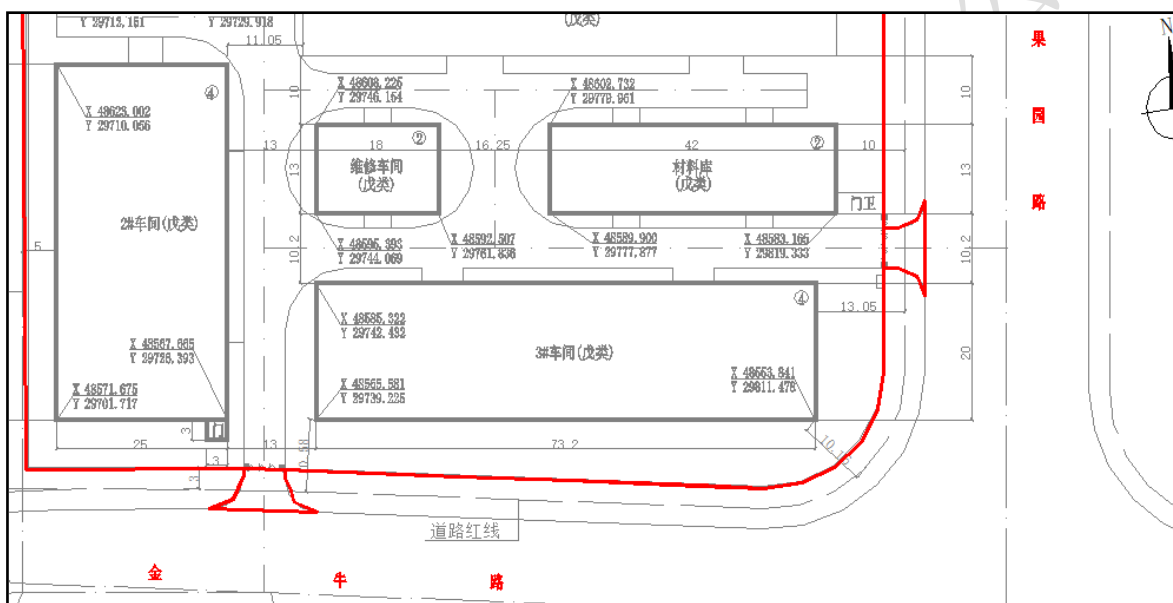 Y 29713.151
Y 29729.918
(戊类)
果
园
路
N
11.05
④
X 48623.002
Y 29710.056
10
X 48608.225
Y 29746.154
X 48602.732
Y 29779.961
10
13
18
②
16.25
42
②
10
维修车间
(戊类)
材料库
(戊类)
13
13
门卫
2#车间(戊类)
5
X 48595.393
Y 29744.069
X 48592.507
Y 29761.836
X 48589.900
Y 29777.877
X 48583.165
Y 29819.333
10.2
10.2
④
13.05
X 48585.322
Y 29742.432
3#车间(戊类)
20
X 48567.665
Y 29726.393
X 48571.675
Y 29701.717
X 48565.581
Y 29739.225
X 48553.841
Y 29811.478
3
门
25
13
73.2
10.15
3
3
道路红线
金
牛
路